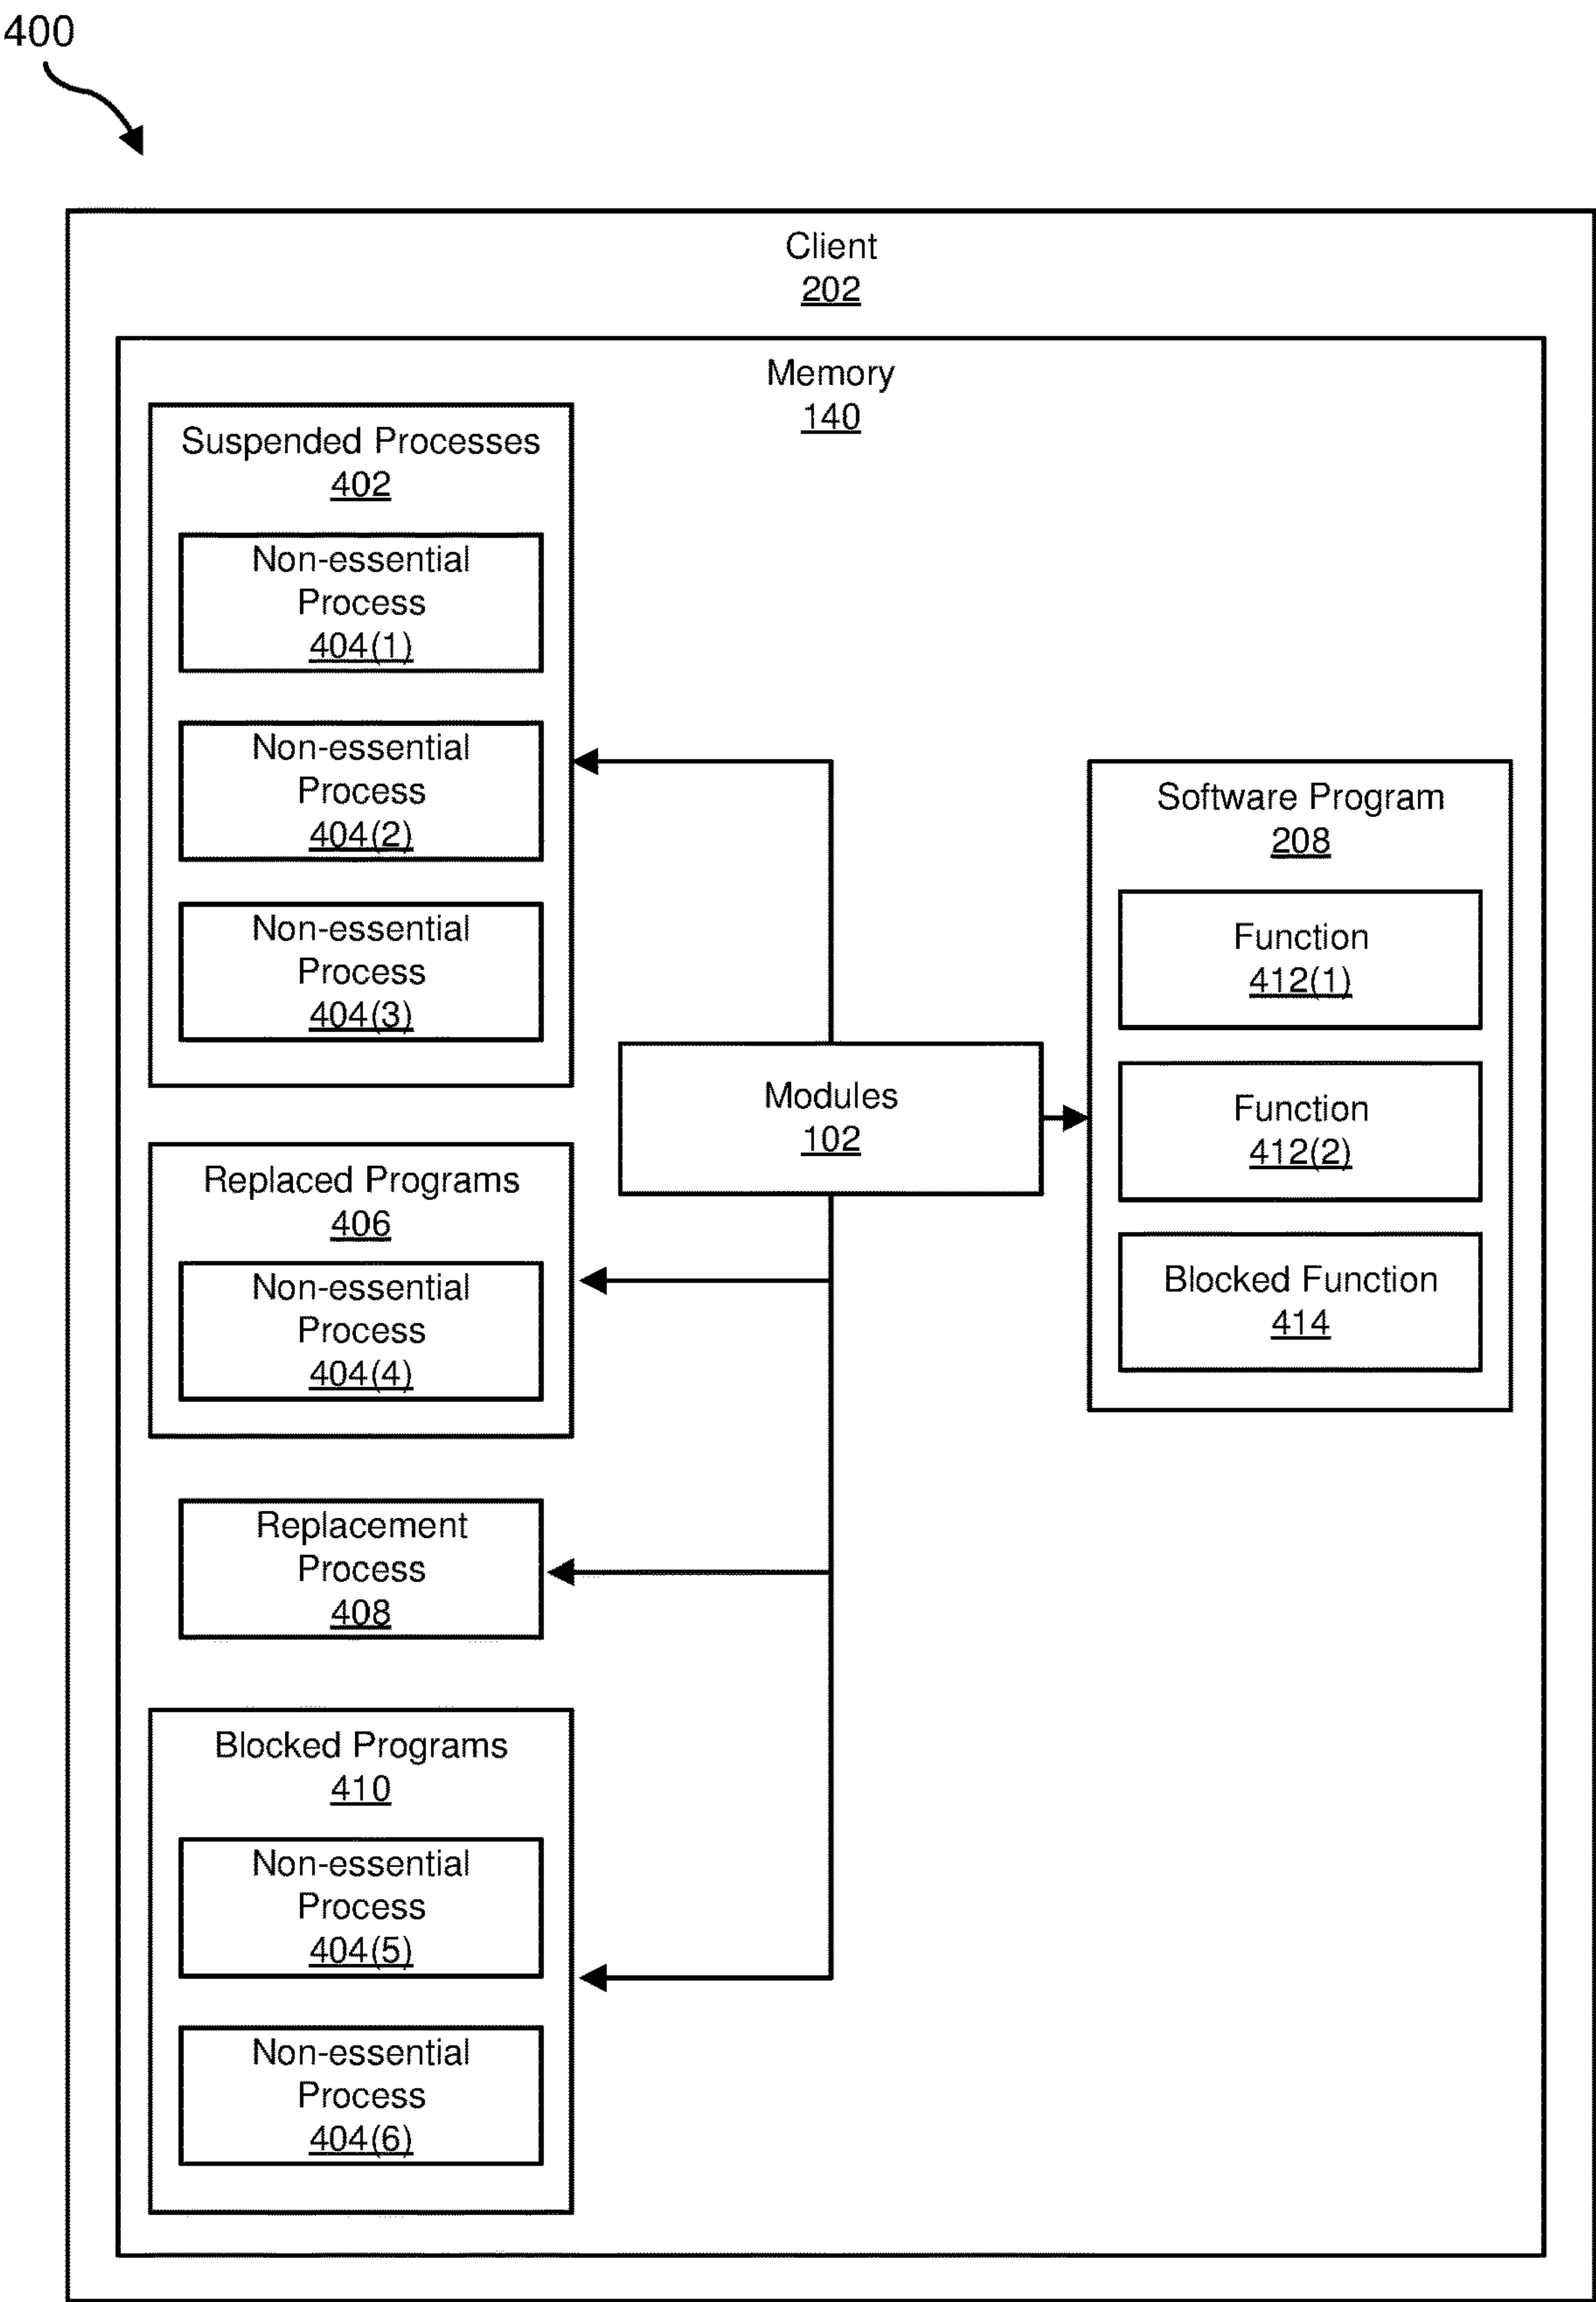 400
Client
202
Memory
140
Suspended Processes
402
Non-essential
Process
404(1)
Non-essential
Process
404(2)
Non-essential
Process
404(3)
Replaced Programs
406
Non-essential
Process
404(4)
Replacement
Process
408
Blocked Programs
410
Non-essential
Process
404(5)
Non-essential
Process
404(6)
Modules
102
Software Program
208
Function
412(1)
Function
412(2)
Blocked Function
414